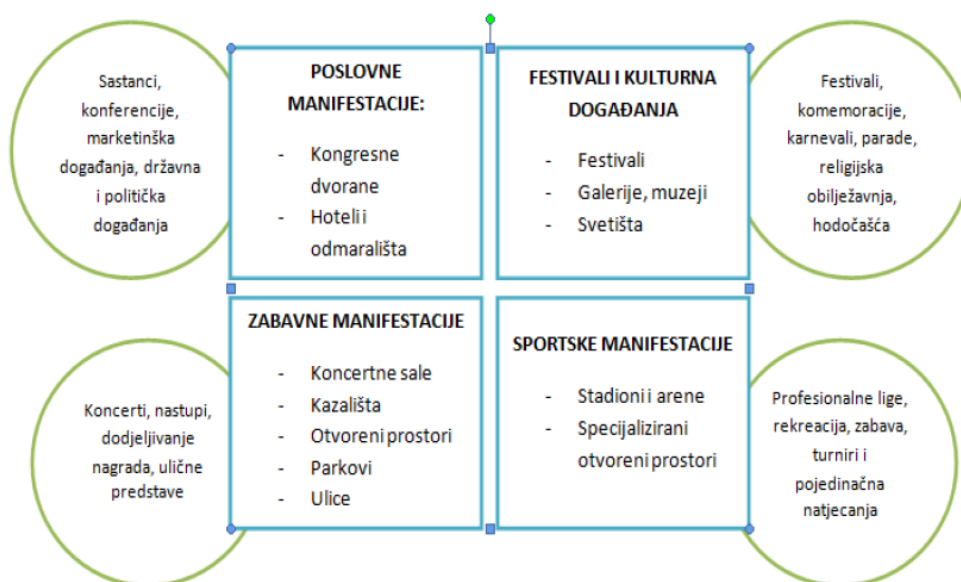 Sastanci,
konferencije,
marketinška
događanja, državna
i politička
događanja
POSLOVNE
MANIFESTACIJE:
- Kongresne
dvorane
- Hoteli i
odmarališta
FESTIVALI I KULTURNA
DOGAĐANJA
- Festivali
- Galerije, muzeji
- Svetišta
Festivali,
komemoracije,
karnevali, parade,
religijska
obilježavnja,
hodočašća
Koncerti, nastupi,
dodjeljivanje
nagrada, ulične
predstave
ZABAVNE MANIFESTACIJE
- Koncertne sale
- Kazališta
- Otvoreni prostori
- Parkovi
- Ulice
SPORTSKE MANIFESTACIJE
- Stadioni i arene
- Specijalizirani
otvoreni prostori
Profesionalne lige,
rekreacija, zabava,
turniri i
pojedinačna
natjecanja